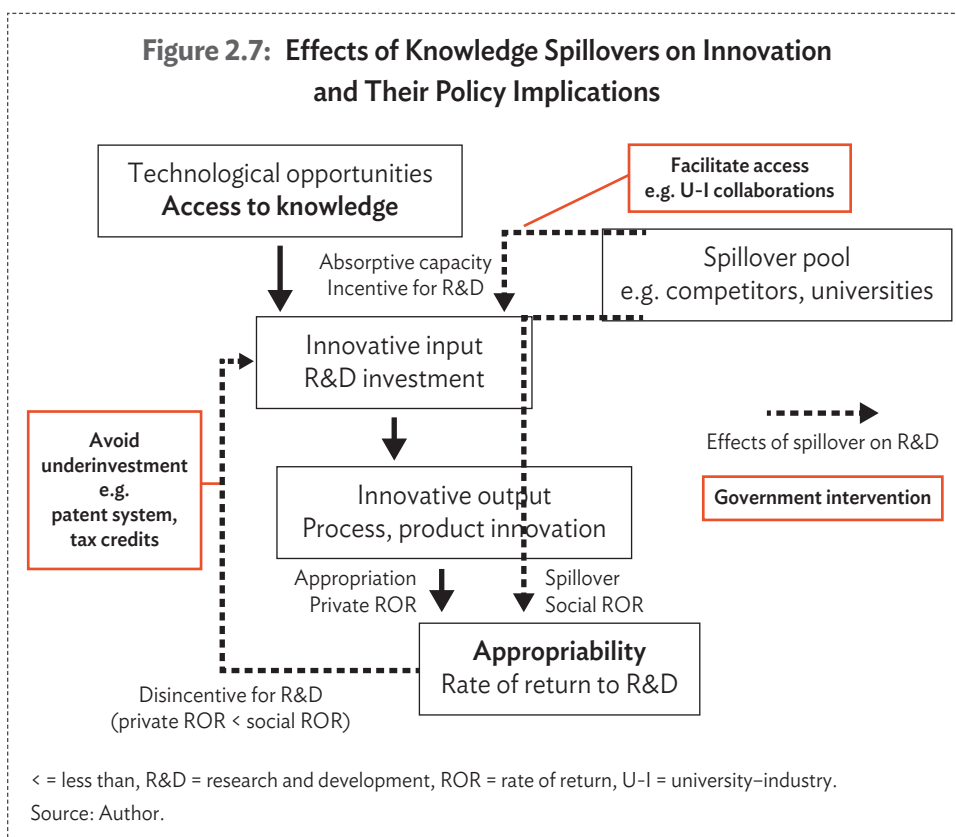 Figure 2.7: Effects of Knowledge Spillovers on Innovation
and Their Policy Implications
Technological opportunities
Access to knowledge
Facilitate access
e.g. U-I collaborations
Absorptive capacity
Incentive for R&D
Spillover pool
e.g. competitors, universities
Innovative input
R&D investment
Avoid
underinvestment
e.g.
patent system,
tax credits
Effects of spillover on R&D
Government intervention
Innovative output
Process, product innovation
Appropriation
Private ROR
Spillover
Social ROR
Appropriability
Rate of return to R&D
Disincentive for R&D
(private ROR < social ROR)
< = less than, R&D = research and development, ROR = rate of return, U-I = university–industry.
Source: Author.